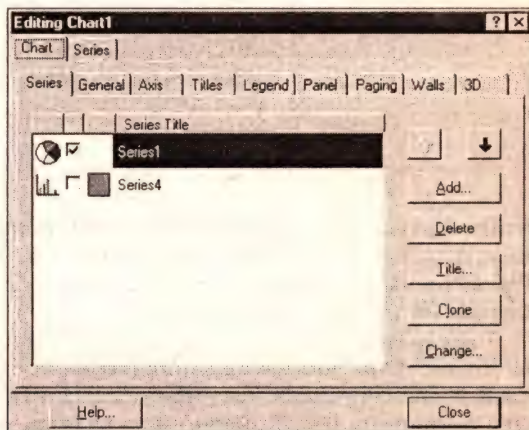 Editing Chart1
Chart Series
Series General Axis Titles Legend Panel Paging Walls 3D
Series Title
Series1
Series4
Add...
Delete
Title...
Clone
Change...
Help... Close